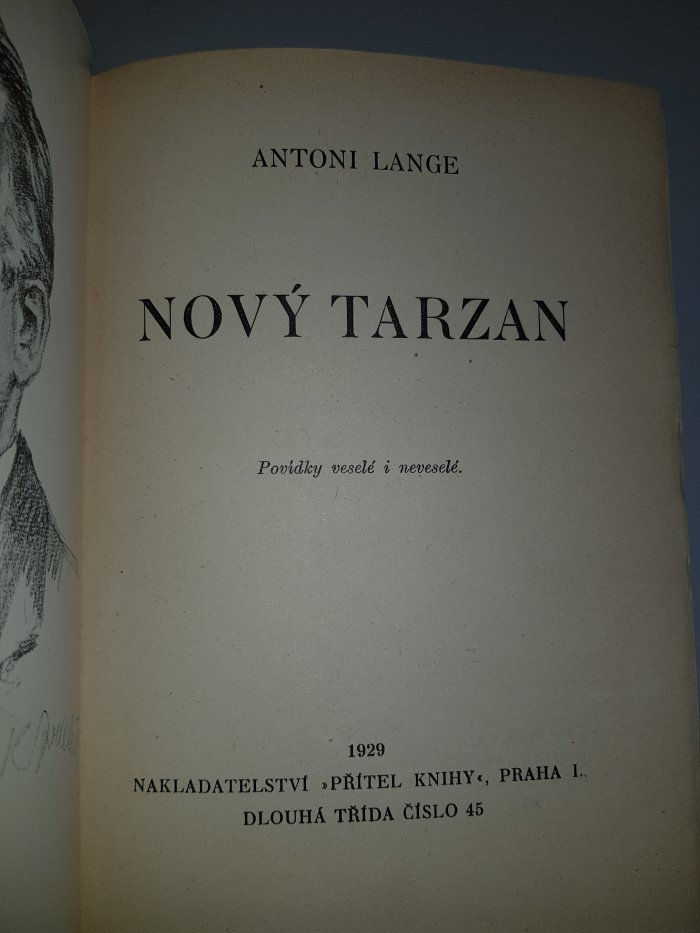 ANTONI LANGE
NOVÝ TARZAN
Povídky veselé i neveselé.
1929
NAKLADATELSTVÍ »PŘÍTEL KNIHY«, PRAHA I.,
DLOUHÁ TŘÍDA ČÍSLO 45